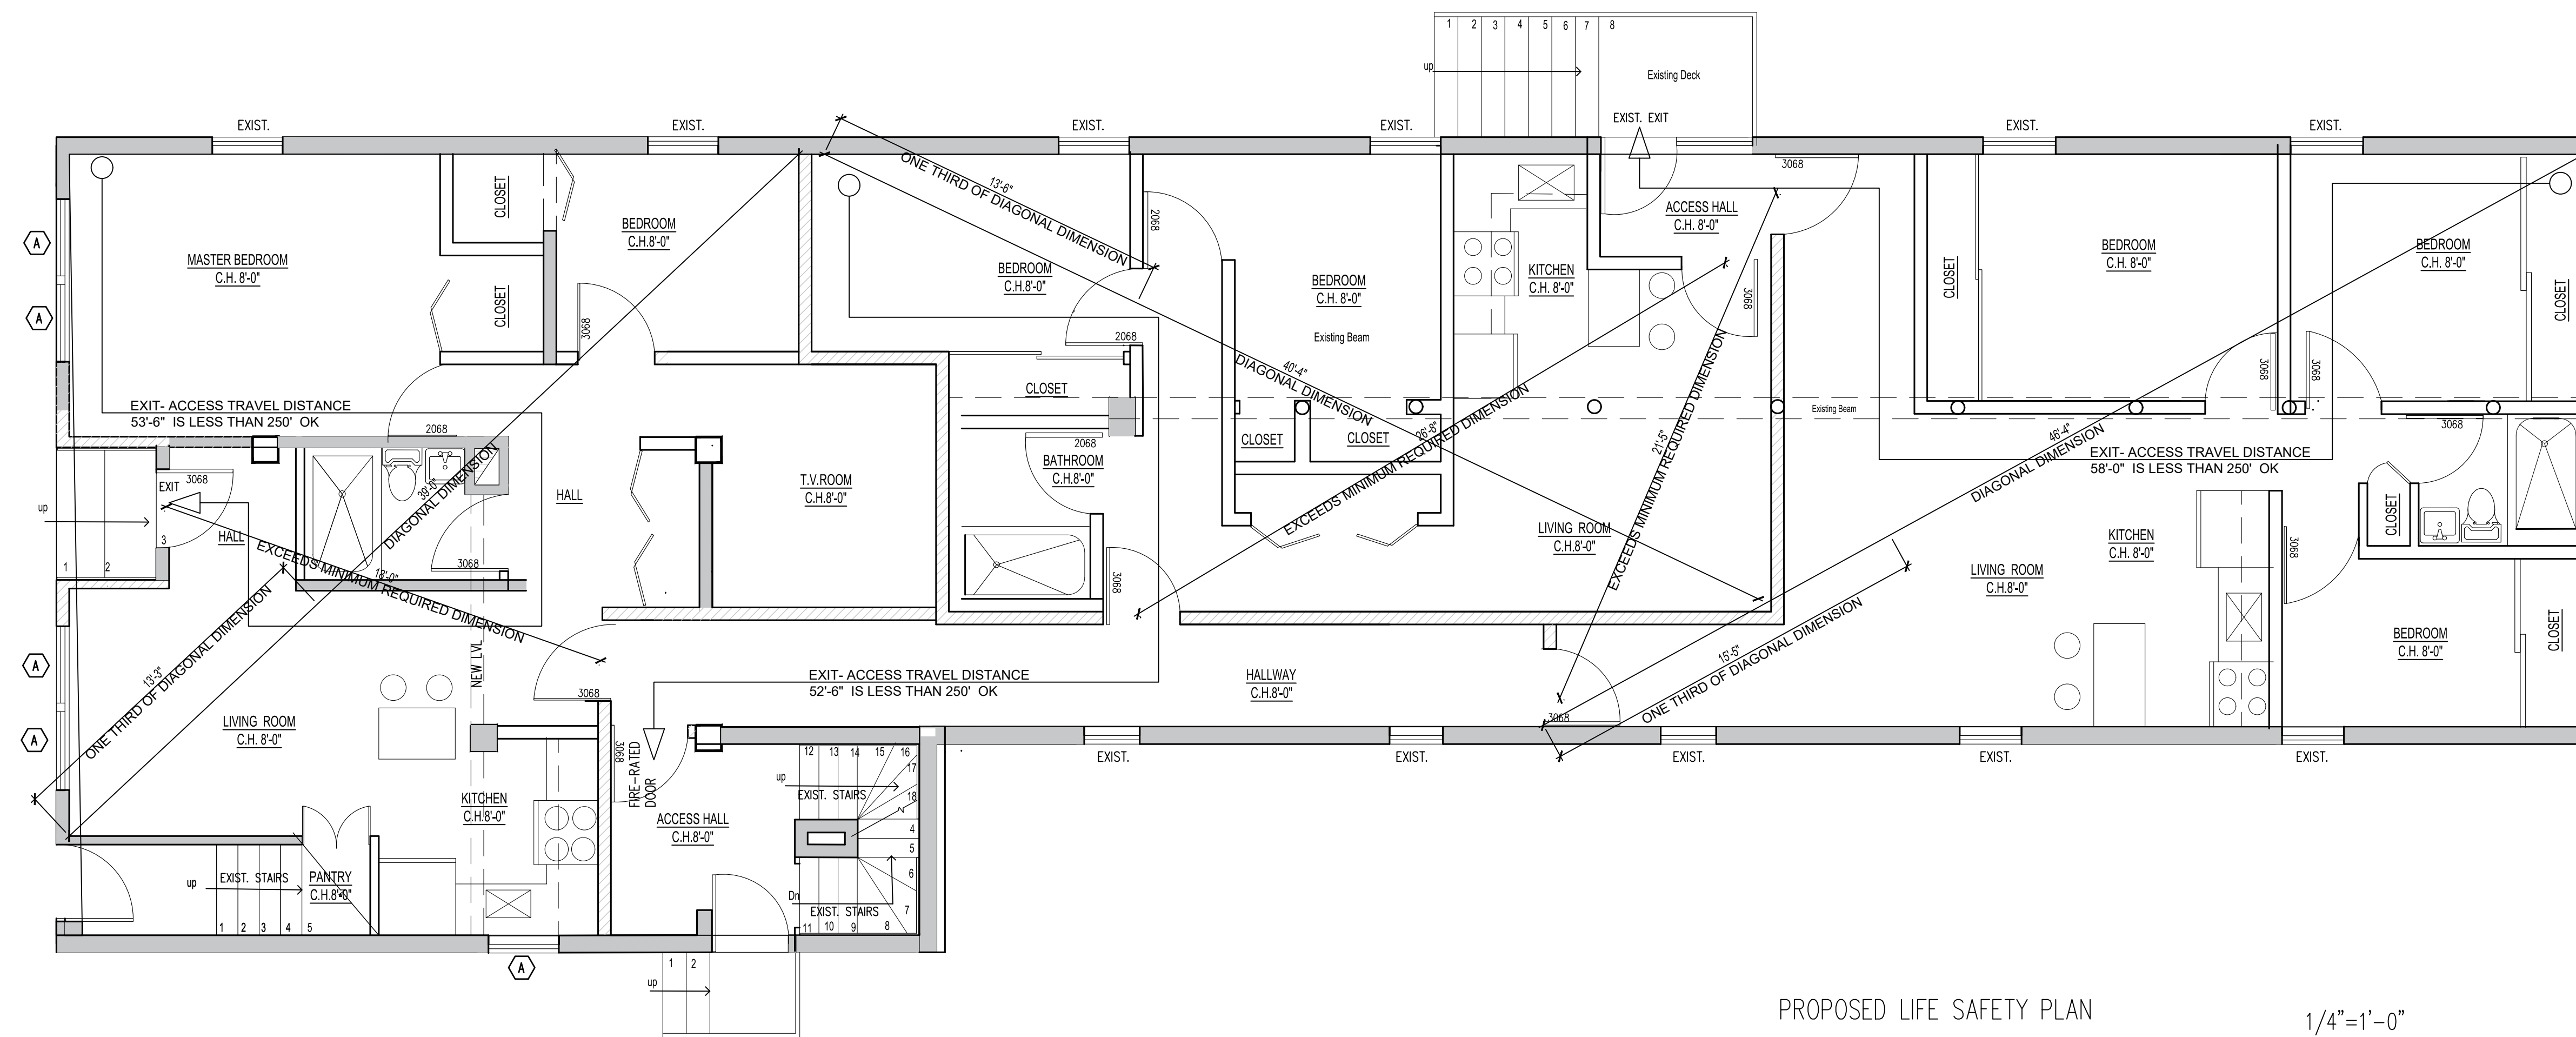 1 2 3 4 5 6 7 8
up
Existing Deck
EXIST.
EXIST.
EXIST.
EXIST.
EXIST. EXIT
EXIST.
EXIST.
13'-6"
ONE THIRD OF DIAGONAL DIMENSION
3068
CLOSET
BEDROOM
C.H.8'-0"
2068
ACCESS HALL
C.H. 8'-0"
A
MASTER BEDROOM
C.H. 8'-0"
BEDROOM
C.H.8'-0"
BEDROOM
C.H. 8'-0"
Existing Beam
KITCHEN
C.H. 8'-0"
CLOSET
BEDROOM
C.H. 8'-0"
BEDROOM
C.H. 8'-0"
CLOSET
A
CLOSET
3068
2068
3068
3068
3068
40'-4"
DIAGONAL DIMENSION
CLOSET
EXIT- ACCESS TRAVEL DISTANCE
53'-6" IS LESS THAN 250' OK
2068
2068
CLOSET
CLOSET
26'-8"
EXCEEDS MINIMUM REQUIRED DIMENSION
21'-5"
EXCEEDS MINIMUM REQUIRED DIMENSION
Existing Beam
46'-4"
DIAGONAL DIMENSION
EXIT- ACCESS TRAVEL DISTANCE
58'-0" IS LESS THAN 250' OK
3068
BATHROOM
C.H.8'-0"
T.V.ROOM
C.H.8'-0"
EXIT
3068
up
HALL
3
1 2
39'-0"
DIAGONAL DIMENSION
HALL
3068
18'-0"
EXCEEDS MINIMUM REQUIRED DIMENSION
3068
LIVING ROOM
C.H.8'-0"
LIVING ROOM
C.H.8'-0"
KITCHEN
C.H. 8'-0"
3068
CLOSET
BEDROOM
C.H. 8'-0"
CLOSET
13'-3"
ONE THIRD OF DIAGONAL DIMENSION
A
A
NEW LVL
3068
LIVING ROOM
C.H. 8'-0"
EXIT- ACCESS TRAVEL DISTANCE
52'-6" IS LESS THAN 250' OK
HALLWAY
C.H.8'-0"
3068
15'-5"
ONE THIRD OF DIAGONAL DIMENSION
EXIST.
EXIST.
EXIST.
EXIST.
EXIST.
3068
FIRE-RATED
DOOR
KITCHEN
C.H.8'-0"
ACCESS HALL
C.H.8'-0"
12 13 14 15 16
17
18
up
EXIST. STAIRS
4
5
6
7
8
9
10
11
Dn
EXIST. STAIRS
up
EXIST. STAIRS
PANTRY
C.H.8'-0"
1 2 3 4 5
A
1 2
up
PROPOSED LIFE SAFETY PLAN
1/4"=1'-0"